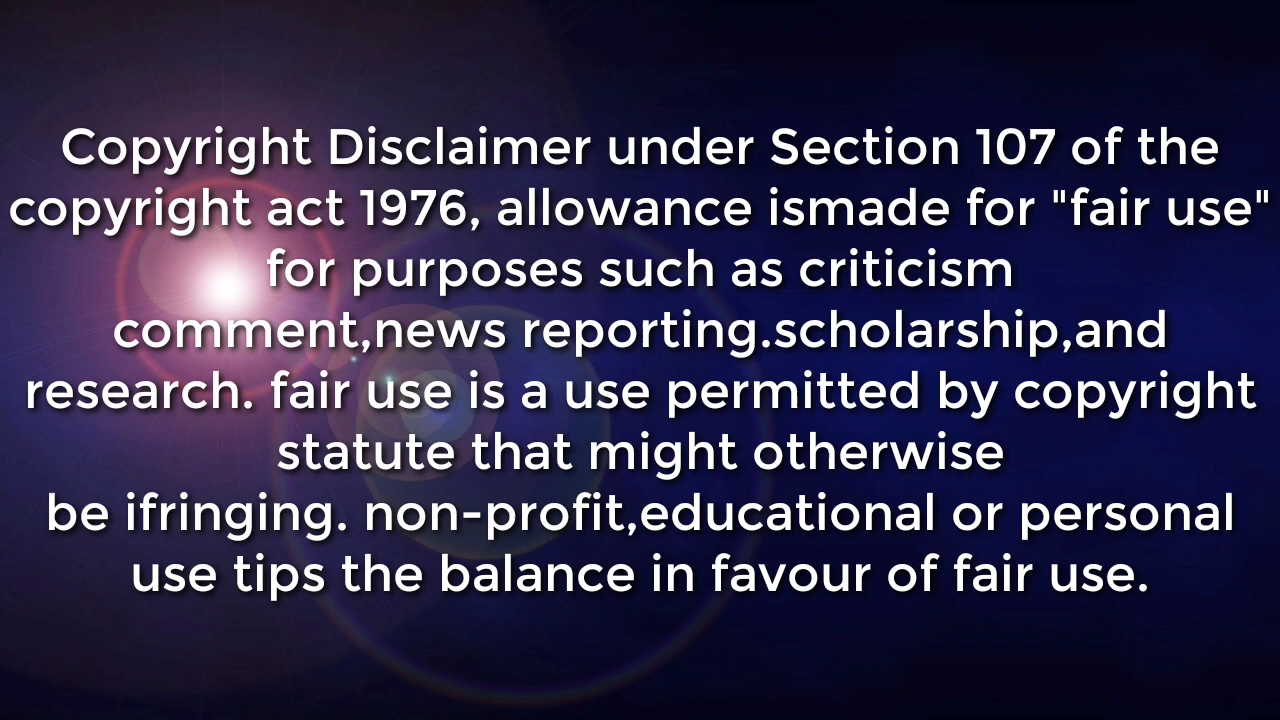 Copyright Disclaimer under Section 107 of the
copyright act 1976, allowance ismade for "fair use"
for purposes such as criticism
comment,news reporting.scholarship,and
research. fair use is a use permitted by copyright
statute that might otherwise
be ifringing. non-profit,educational or personal
use tips the balance in favour of fair use.